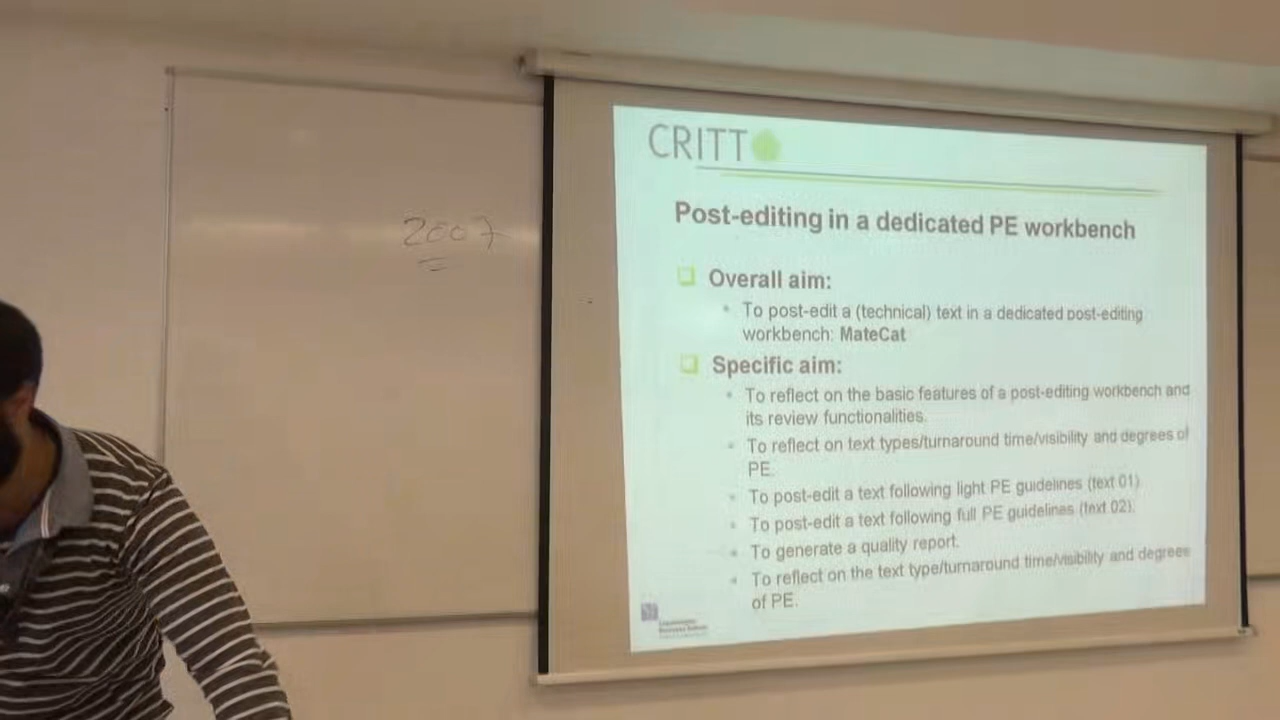 2007
CRITT
Post-editing in a dedicated PE workbench
Overall aim:
To post-edit a (technical) text in a dedicated post-editing
workbench: MateCat
Specific aim:
To reflect on the basic features of a post-editing workbench and
its review functionalities.
To reflect on text types/turnaround time/visibility and degrees of
PE.
To post-edit a text following light PE guidelines (text 01)
To post-edit a text following full PE guidelines (text 02).
To generate a quality report.
To reflect on the text type/turnaround time/visibility and degrees
of PE.